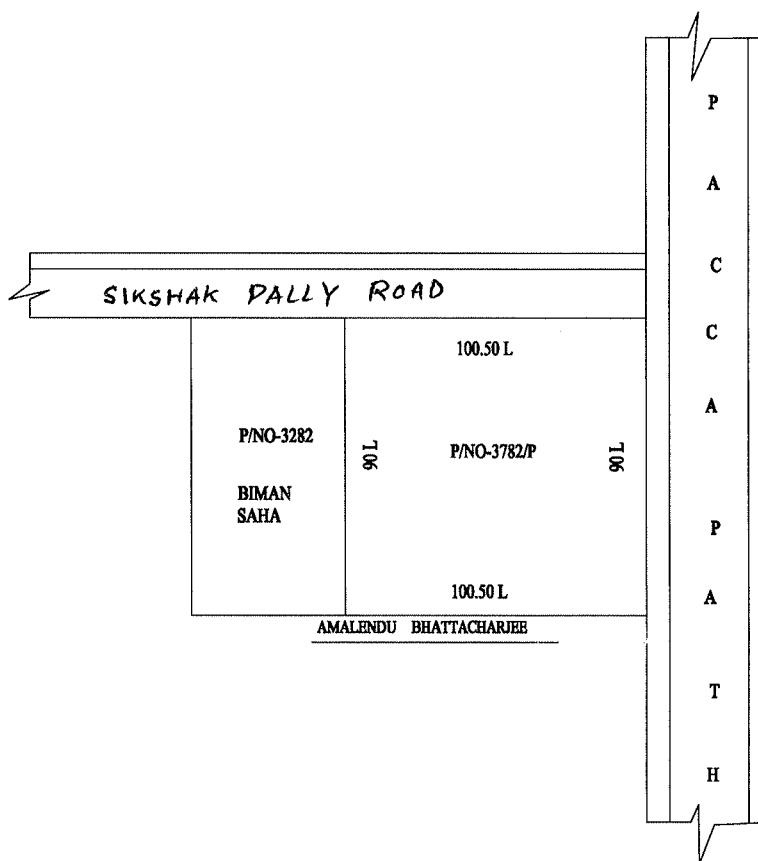 P
A
C
C
A
P
A
T
H
SIKSHAK PALLY ROAD
100.50 L
P/NO-3282
90 L
P/NO-3782/P
90 L
BIMAN
SAHA
100.50 L
AMALENDU BHATTACHARJEE